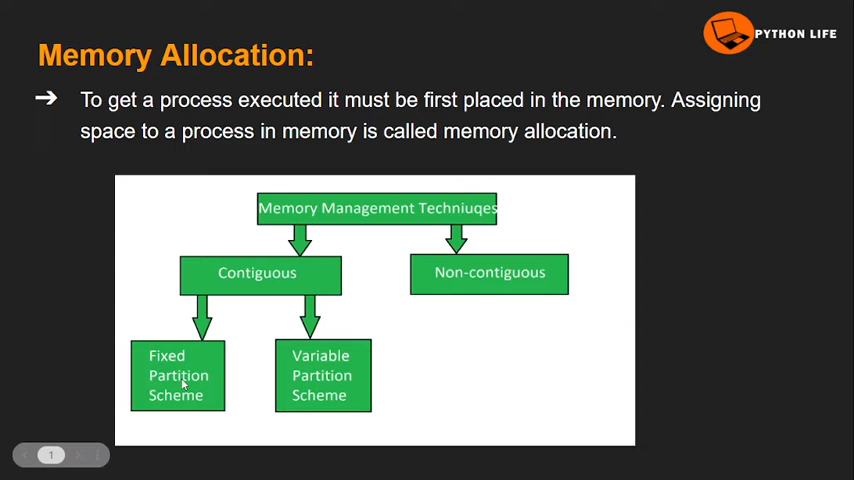 PYTHON LIFE
Memory Allocation:
➔ To get a process executed it must be first placed in the memory. Assigning
space to a process in memory is called memory allocation.
Memory Management Techniuqes
Contiguous
Non-contiguous
Fixed
Partition
Scheme
Variable
Partition
Scheme
1